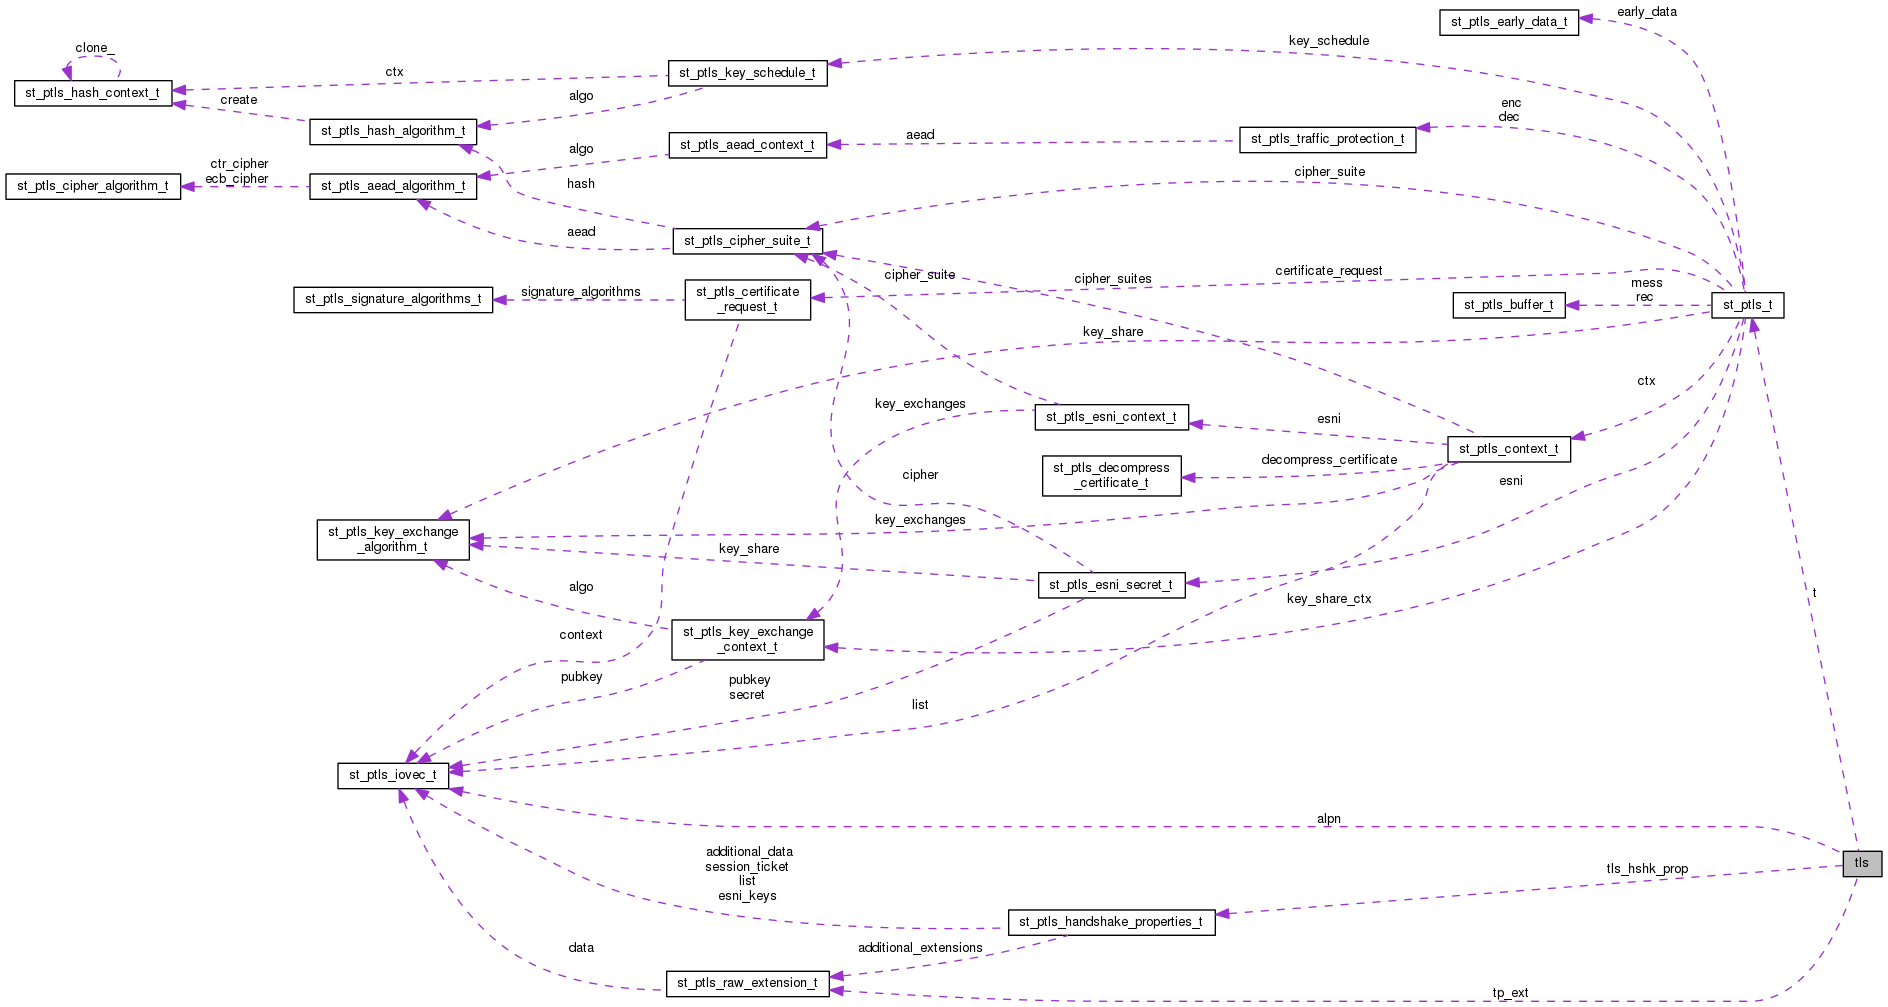 early_data
st_ptls_early_data_t
key_schedule
clone_
ctx
st_ptls_key_schedule_t
st_ptls_hash_context_t
create
algo
enc
dec
st_ptls_hash_algorithm_t
aead
st_ptls_traffic_protection_t
st_ptls_aead_context_t
algo
ctr_cipher
ecb_cipher
cipher_suite
st_ptls_cipher_algorithm_t
st_ptls_aead_algorithm_t
hash
aead
st_ptls_cipher_suite_t
cipher_suite
cipher_suites
certificate_request
mess
rec
signature_algorithms
st_ptls_signature_algorithms_t
st_ptls_certificate
_request_t
st_ptls_buffer_t
st_ptls_t
key_share
ctx
key_exchanges
st_ptls_esni_context_t
esni
st_ptls_context_t
st_ptls_decompress
_certificate_t
decompress_certificate
cipher
esni
key_exchanges
st_ptls_key_exchange
_algorithm_t
key_share
algo
st_ptls_esni_secret_t
key_share_ctx
t
context
st_ptls_key_exchange
_context_t
pubkey
pubkey
secret
list
st_ptls_iovec_t
alpn
additional_data
session_ticket
list
esni_keys
tls_hshk_prop
tls
st_ptls_handshake_properties_t
data
additional_extensions
st_ptls_raw_extension_t
tp_ext